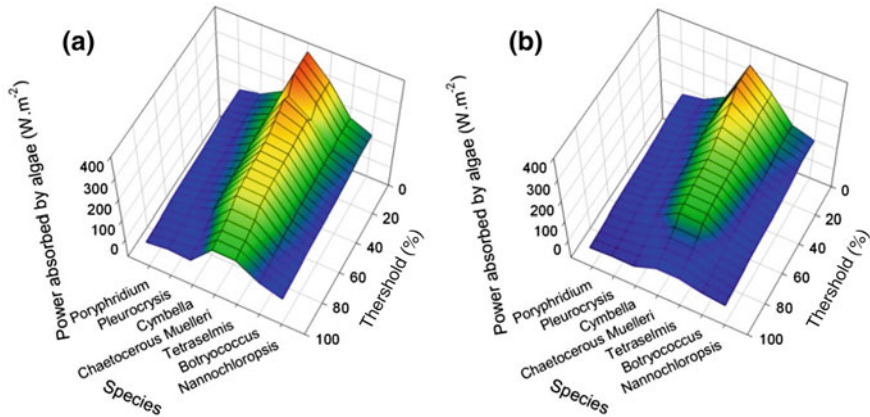 (a)
Power absorbed by algae (W.m-2)
400
300
200
100
0
Poryphridium
Pleurocrysis
Cymbella
Chaetocerous Muelleri
Tetraselmis
Botryococcus
Nannochloropsis
Species
0
20
40
60
80
100
Thershold (%)
(b)
Power absorbed by algae (W.m-2)
400
300
200
100
0
Poryphridium
Pleurocrysis
Cymbella
Chaetocerous Muelleri
Tetraselmis
Botryococcus
Nannochloropsis
Species
0
20
40
60
80
100
Thershold (%)